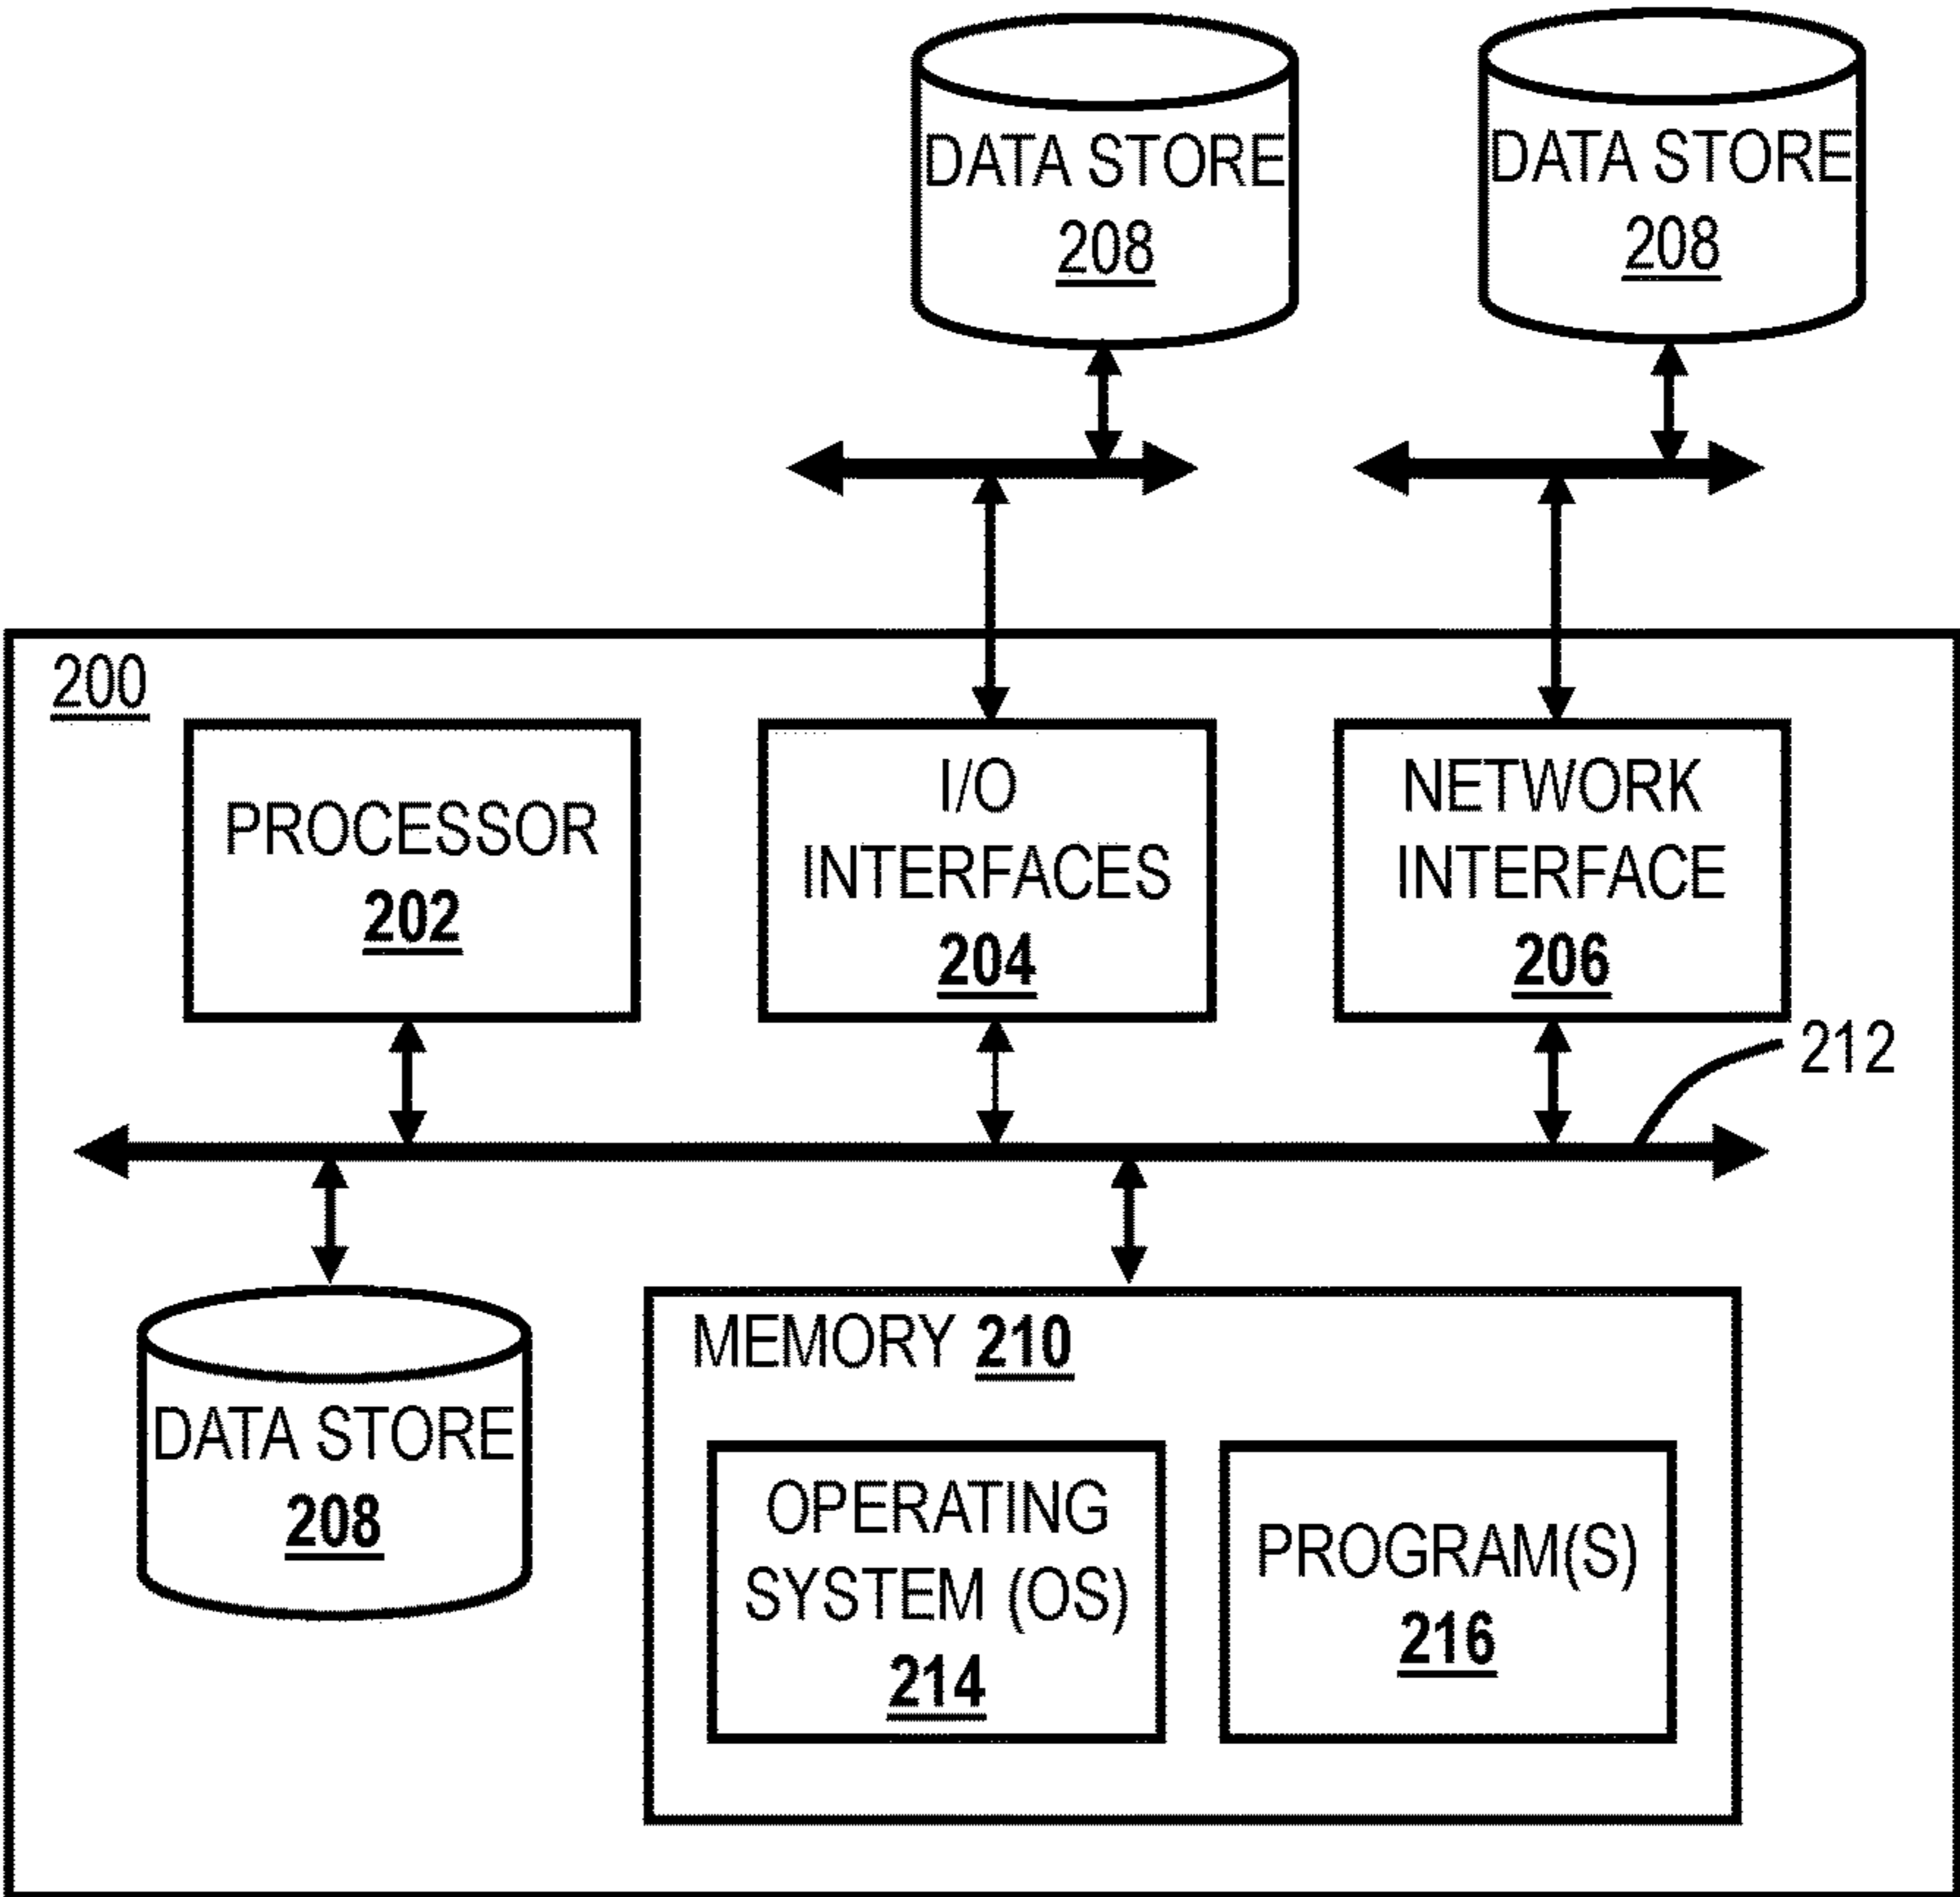 DATA STORE
208
DATA STORE
208
200
PROCESSOR
202
I/O
INTERFACES
204
NETWORK
INTERFACE
206
212
DATA STORE
208
MEMORY 210
OPERATING
SYSTEM (OS)
214
PROGRAM(S)
216